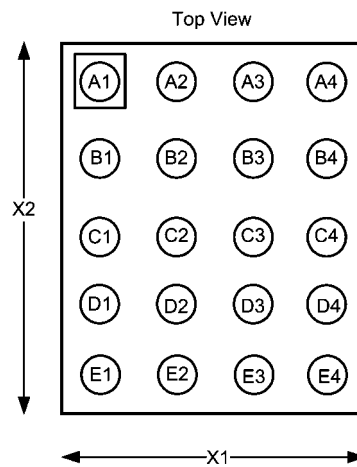 Top View
A1 A2 A3 A4
B1 B2 B3 B4
X2
C1 C2 C3 C4
D1 D2 D3 D4
E1 E2 E3 E4
X1